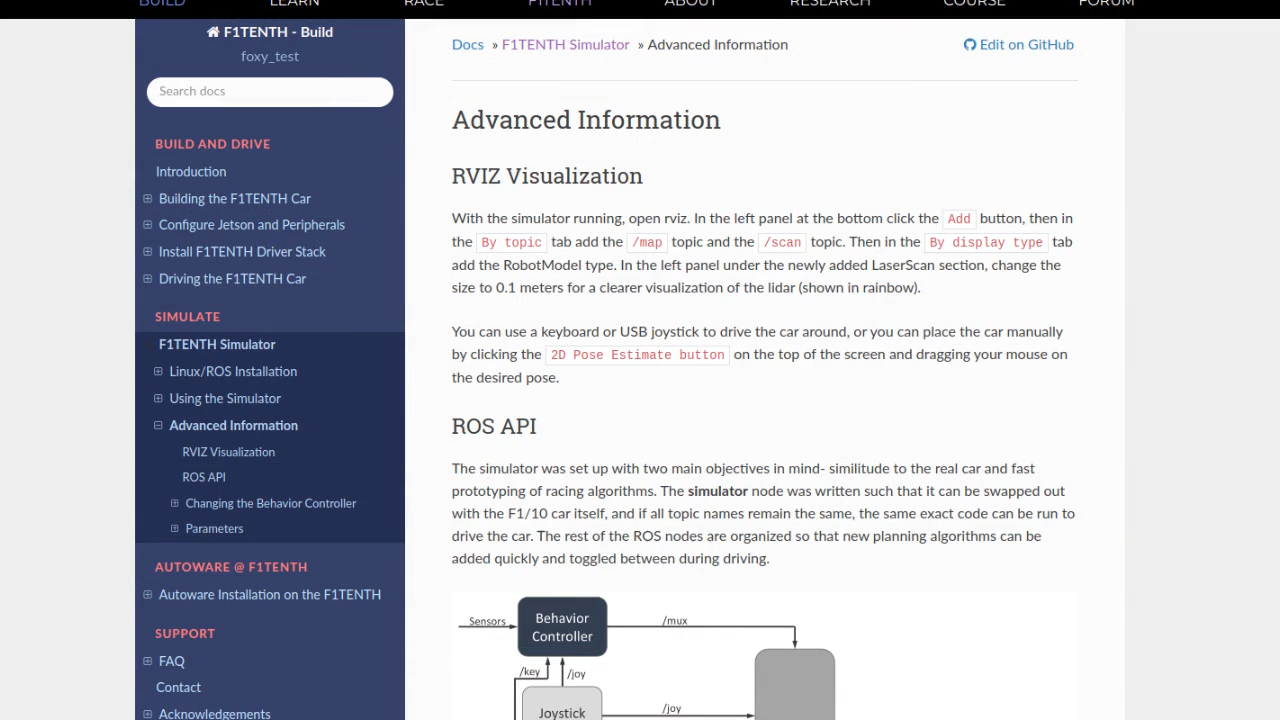 BUILD LEARN RACE F1TENTH ABOUT RESEARCH COURSE FORUM
F1TENTH - Build
foxy_test
Search docs
BUILD AND DRIVE
Introduction
Building the F1TENTH Car
Configure Jetson and Peripherals
Install F1TENTH Driver Stack
Driving the F1TENTH Car
SIMULATE
F1TENTH Simulator
Linux/ROS Installation
Using the Simulator
Advanced Information
RVIZ Visualization
ROS API
Changing the Behavior Controller
Parameters
AUTOWARE @ F1TENTH
Autoware Installation on the F1TENTH
SUPPORT
FAQ
Contact
Acknowledgements
Docs » F1TENTH Simulator » Advanced Information Edit on GitHub
Advanced Information
RVIZ Visualization
With the simulator running, open rviz. In the left panel at the bottom click the Add button, then in
the By topic tab add the /map topic and the /scan topic. Then in the By display type tab
add the RobotModel type. In the left panel under the newly added LaserScan section, change the
size to 0.1 meters for a clearer visualization of the lidar (shown in rainbow).
You can use a keyboard or USB joystick to drive the car around, or you can place the car manually
by clicking the 2D Pose Estimate button on the top of the screen and dragging your mouse on
the desired pose.
ROS API
The simulator was set up with two main objectives in mind- similitude to the real car and fast
prototyping of racing algorithms. The simulator node was written such that it can be swapped out
with the F1/10 car itself, and if all topic names remain the same, the same exact code can be run to
drive the car. The rest of the ROS nodes are organized so that new planning algorithms can be
added quickly and toggled between during driving.
Sensors
Behavior
Controller
/mux
/key
/joy
Joystick
/joy